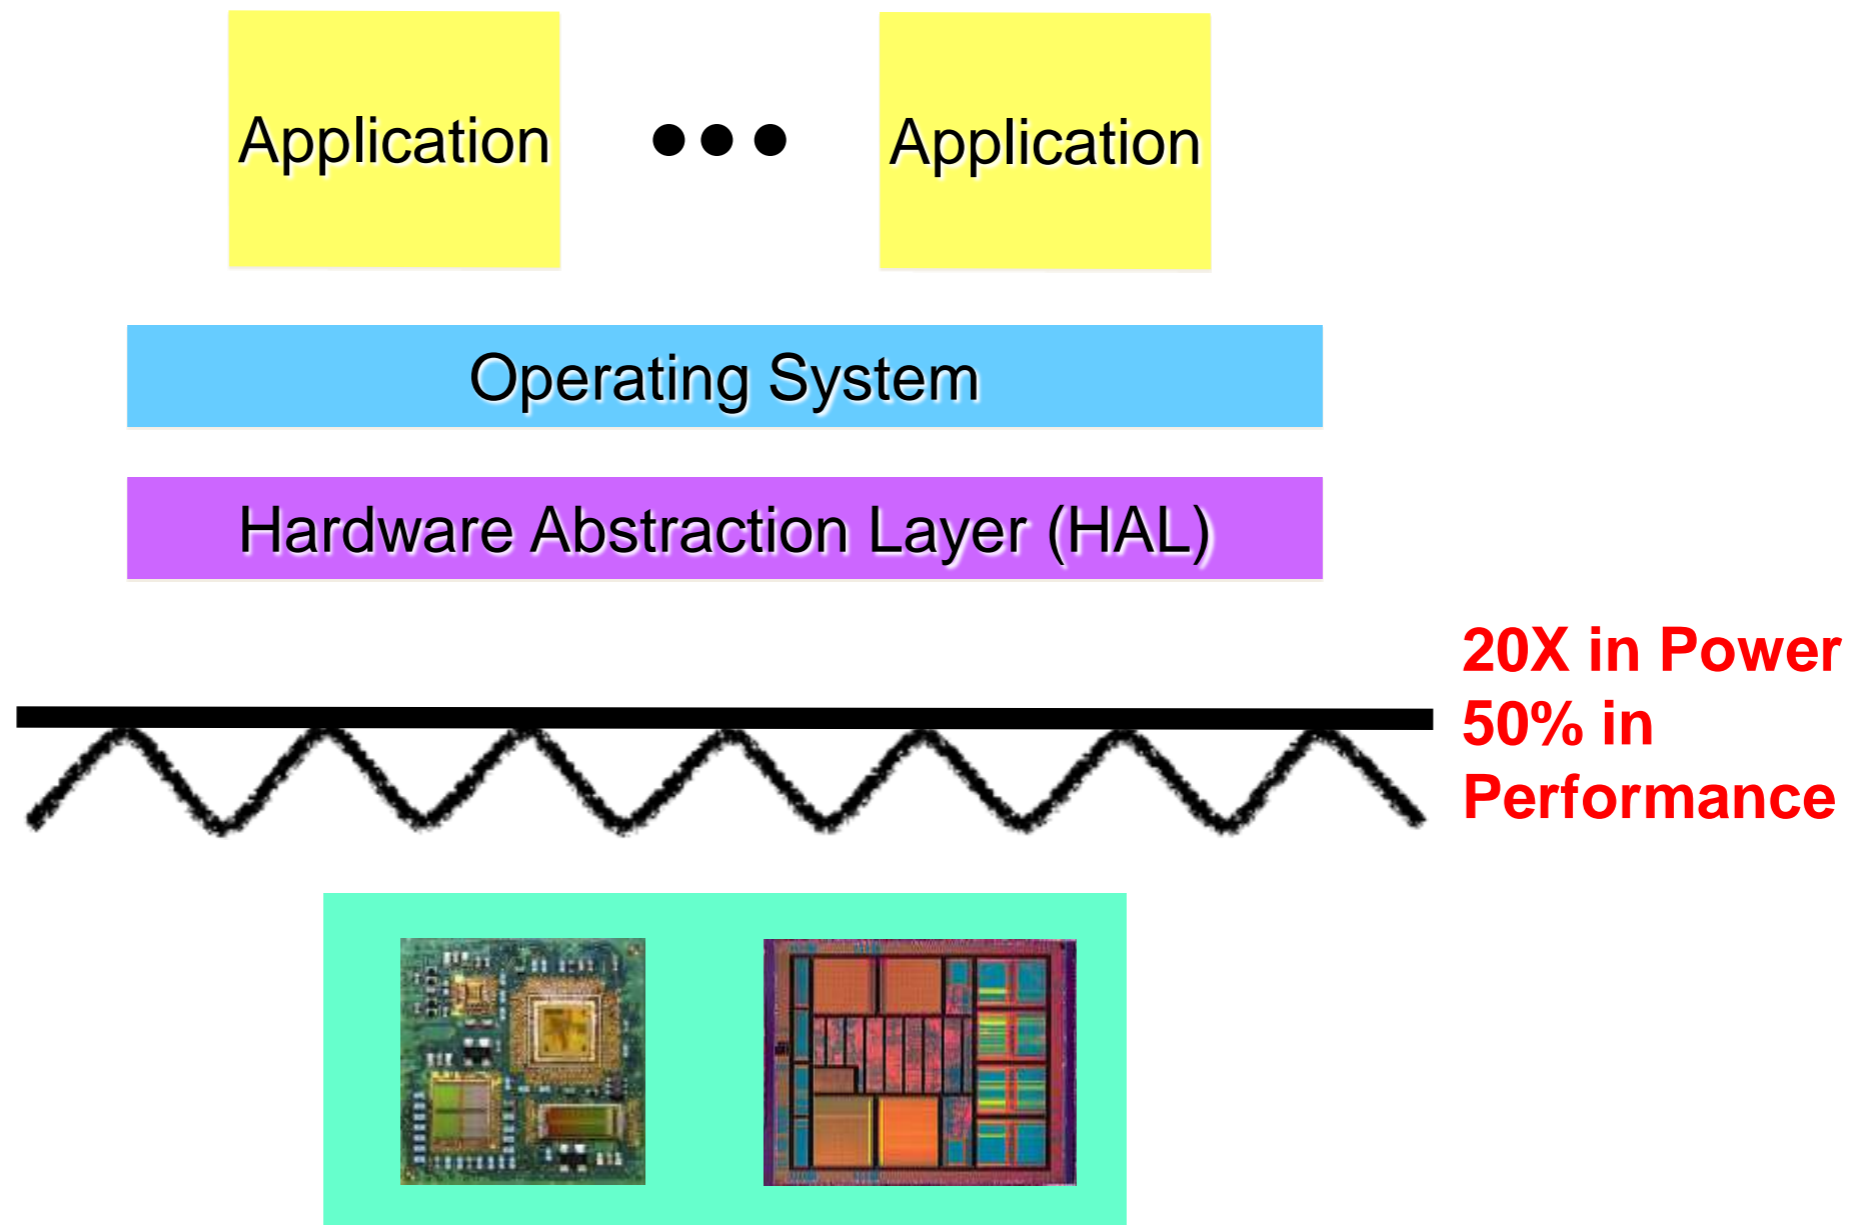 Application
Application
Operating System
Hardware Abstraction Layer (HAL)
20X in Power
50% in
Performance